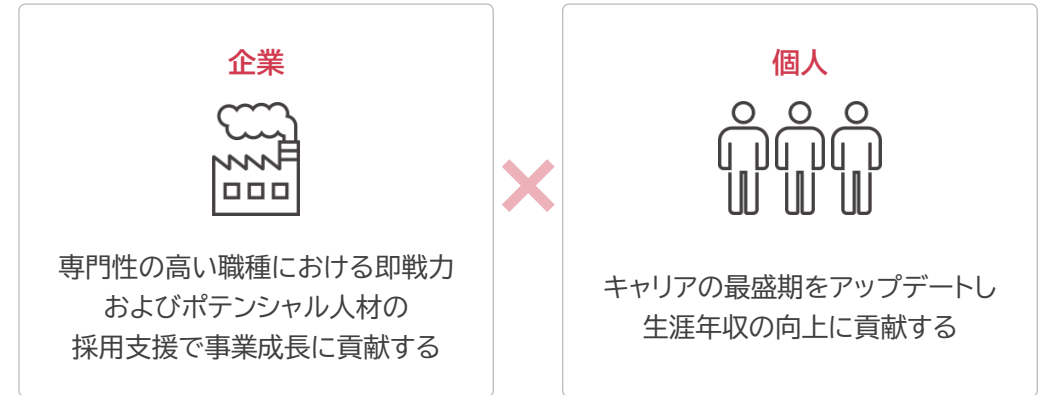 企業
専門性の高い職種における即戦力
およびポテンシャル人材の
採用支援で事業成長に貢献する
個人
キャリアの最盛期をアップデートし
生涯年収の向上に貢献する